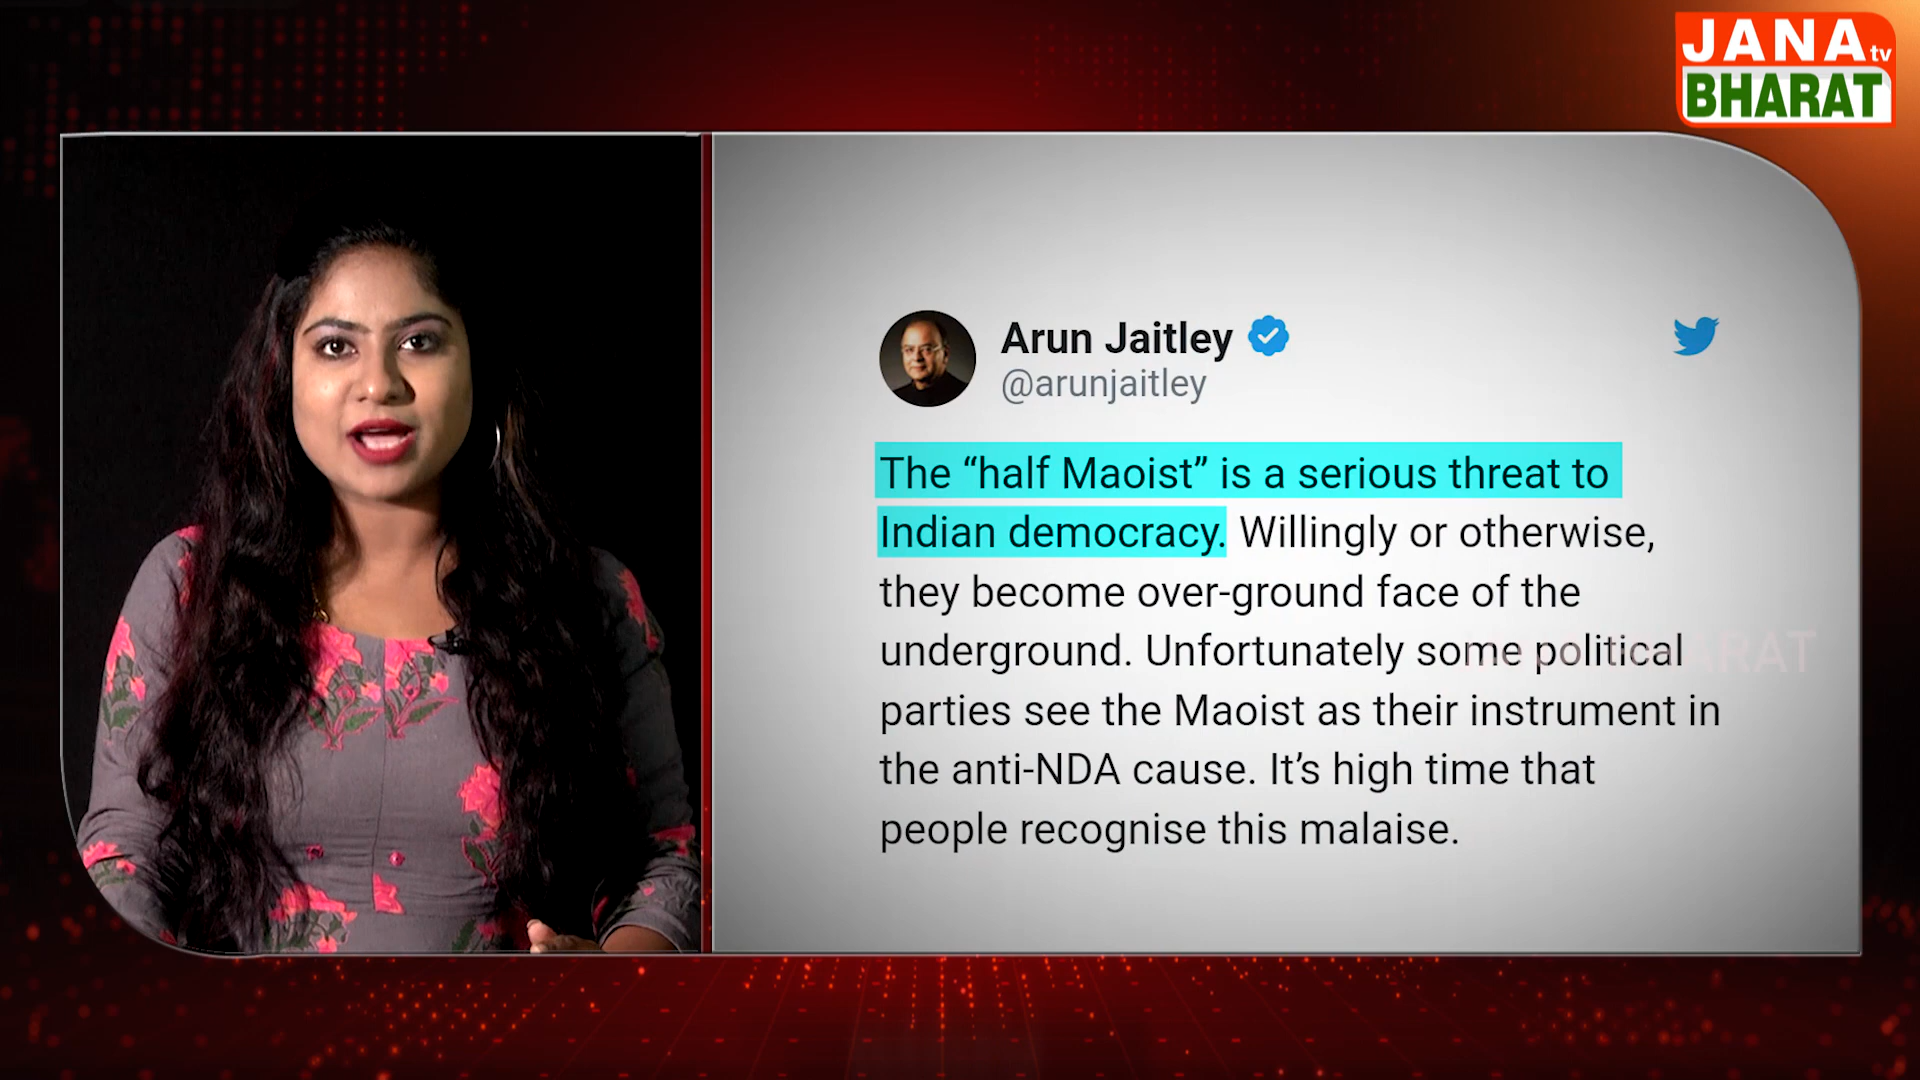 JANA tv
BHARAT
Arun Jaitley
@arunjaitley
The “half Maoist” is a serious threat to
Indian democracy. Willingly or otherwise,
they become over-ground face of the
underground. Unfortunately some political
parties see the Maoist as their instrument in
the anti-NDA cause. It’s high time that
people recognise this malaise.